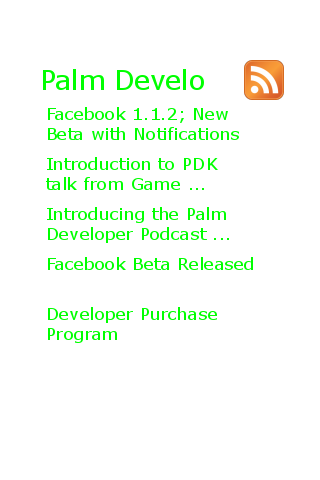 Palm Develo
Facebook 1.1.2; New
Beta with Notifications
Introduction to PDK
talk from Game ...
Introducing the Palm
Developer Podcast ...
Facebook Beta Released
Developer Purchase
Program